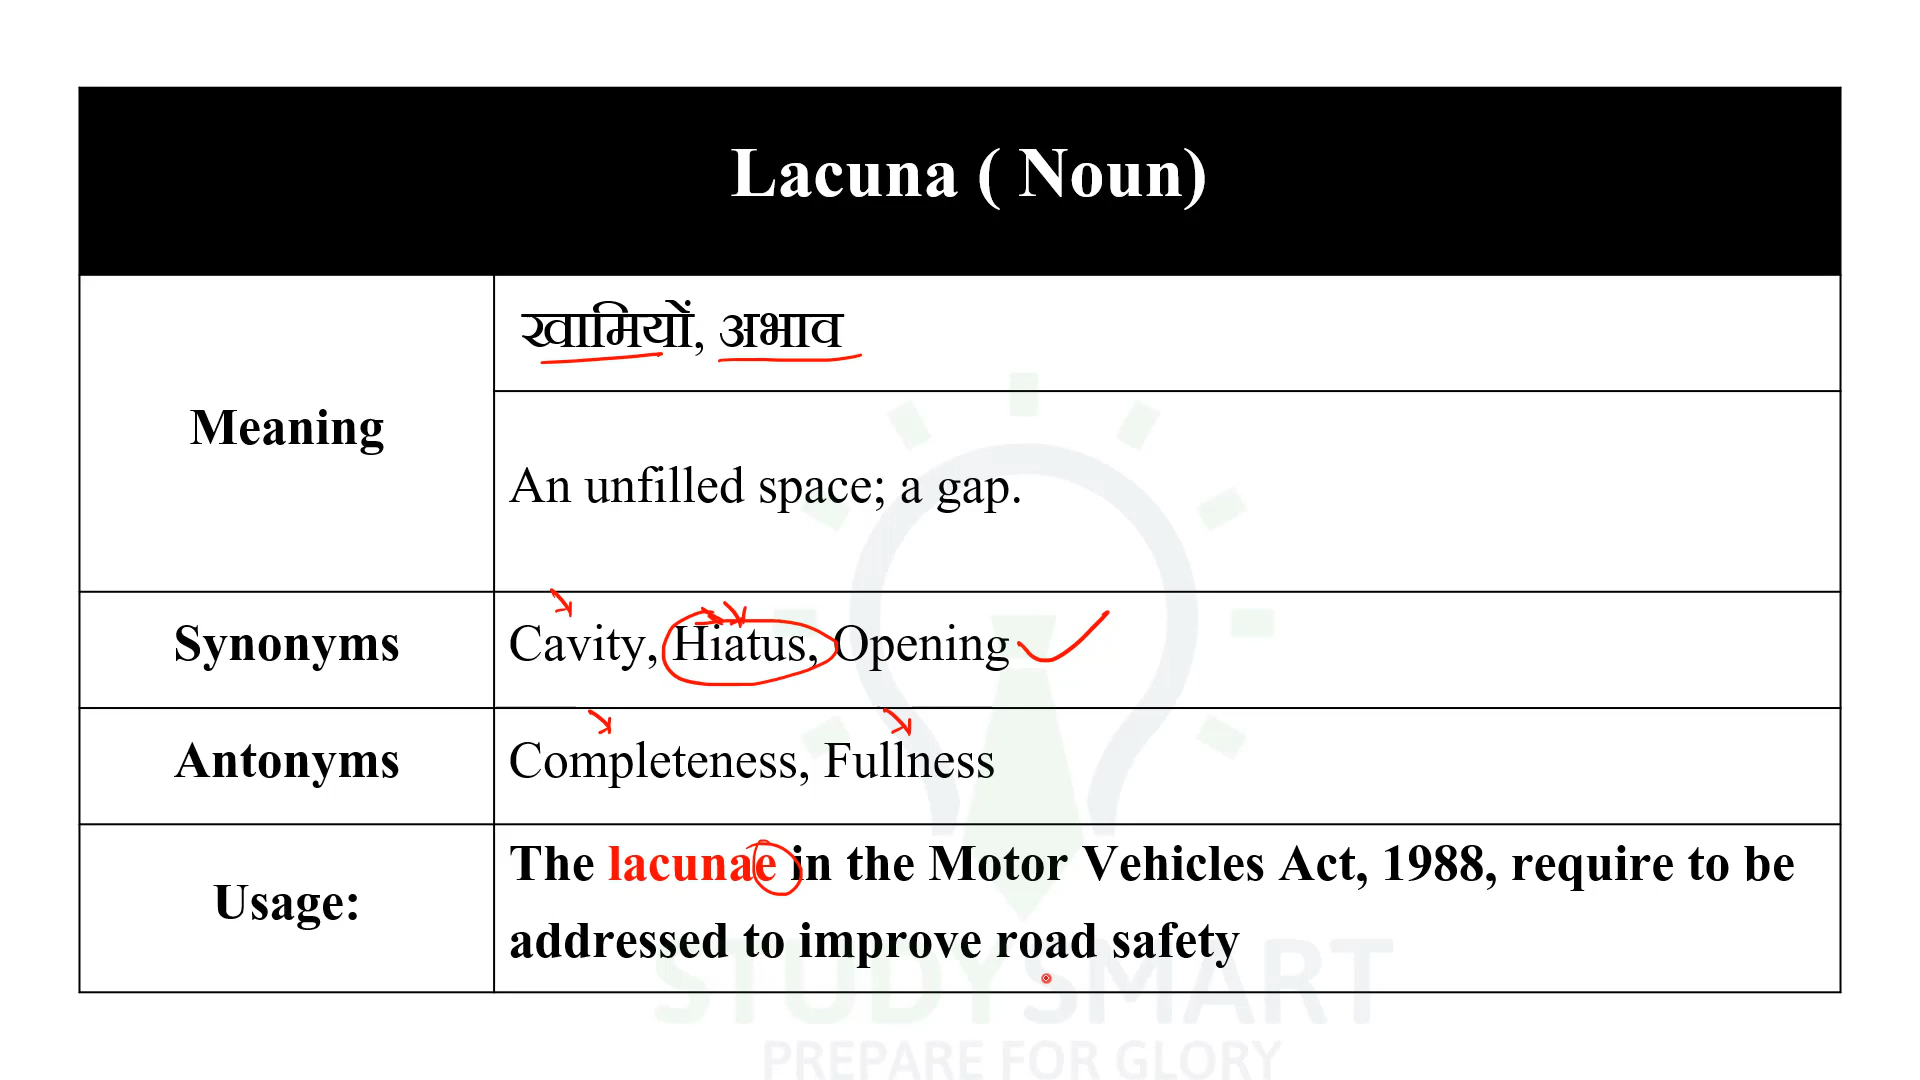 Lacuna ( Noun)
Meaning
खामियों, अभाव
An unfilled space; a gap.
Synonyms
Cavity, Hiatus, Opening
Antonyms
Completeness, Fullness
Usage:
The lacunae in the Motor Vehicles Act, 1988, require to be
addressed to improve road safety
STUDYSMART
PREPARE FOR GLORY